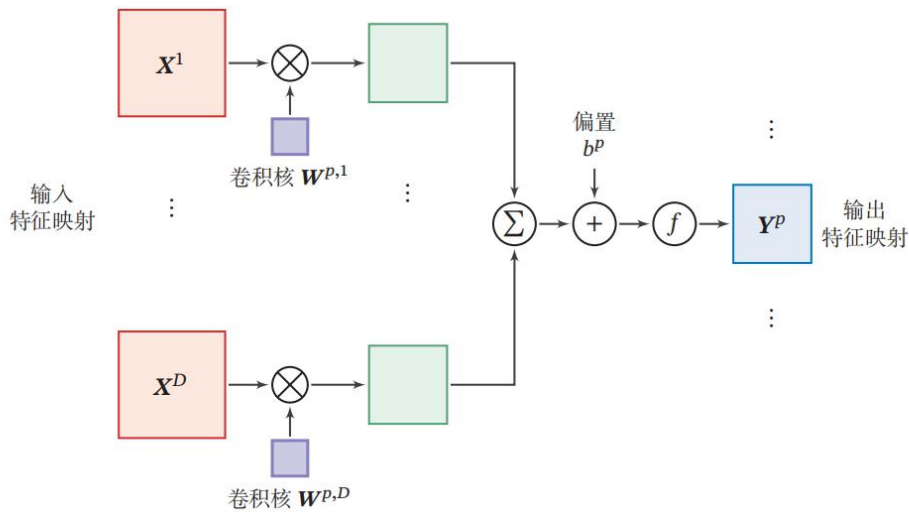 X^1
卷积核 W^{p,1}
输入
特征映射
⋮
⋮
∑
偏置
b^p
+
f
⋮
Y^p
⋮
输出
特征映射
X^D
卷积核 W^{p,D}